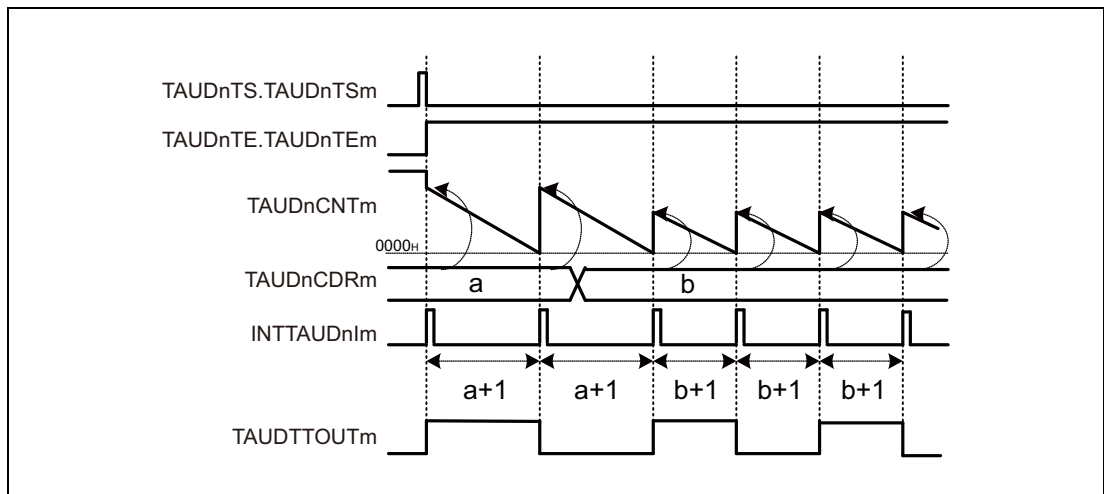 TAUDnTS.TAUDnTSm
TAUDnTE.TAUDnTEm
TAUDnCNTm
0000H
TAUDnCDRm
a
b
INTTAUDnIm
a+1
a+1
b+1
b+1
b+1
TAUDTTOUTm